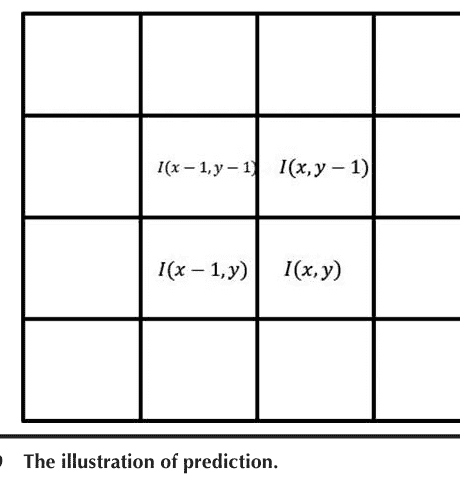 I(x − 1, y − 1) I(x, y − 1)
I(x − 1, y) I(x, y)
The illustration of prediction.